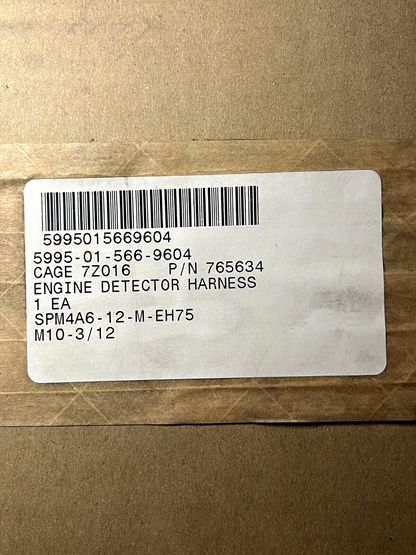 5995015669604
5995-01-566-9604
CAGE 7Z016 P/N 765634
ENGINE DETECTOR HARNESS
1 EA
SPM4A6-12-M-EH75
M10-3/12